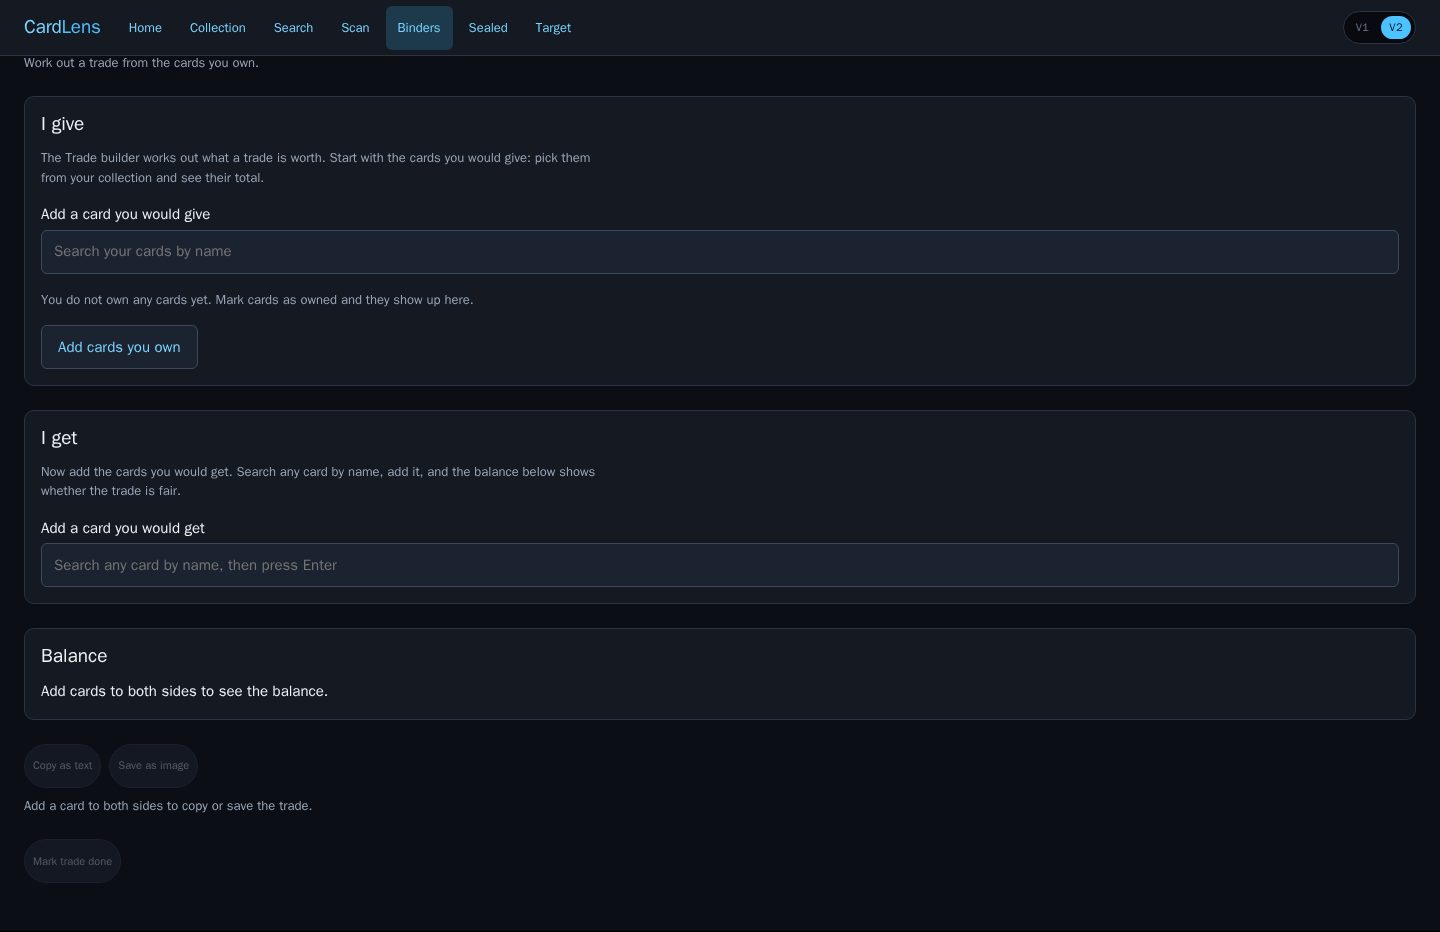 CardLens Home Collection Search Scan Binders Sealed Target V1 V2
Work out a trade from the cards you own.
I give
The Trade builder works out what a trade is worth. Start with the cards you would give: pick them
from your collection and see their total.
Add a card you would give
Search your cards by name
You do not own any cards yet. Mark cards as owned and they show up here.
Add cards you own
I get
Now add the cards you would get. Search any card by name, add it, and the balance below shows
whether the trade is fair.
Add a card you would get
Search any card by name, then press Enter
Balance
Add cards to both sides to see the balance.
Copy as text Save as image
Add a card to both sides to copy or save the trade.
Mark trade done